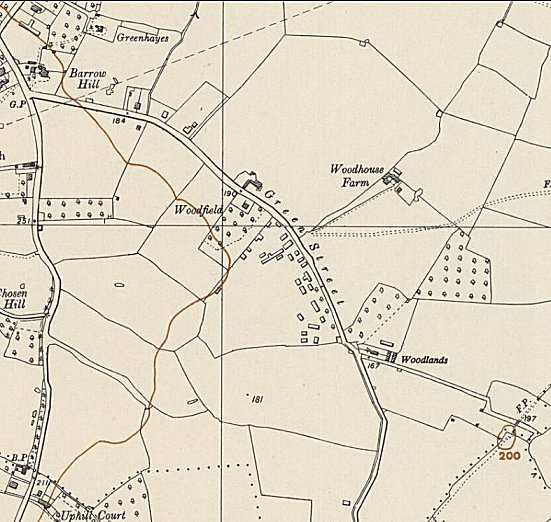 Greenhayes
Barrow
Hill
G.P
184
Woodhouse
Farm
190
Green Street
Woodfield
231
Chosen
Hill
Woodlands
167
181
F.P.
197
200
B.P
211
Uphill Court